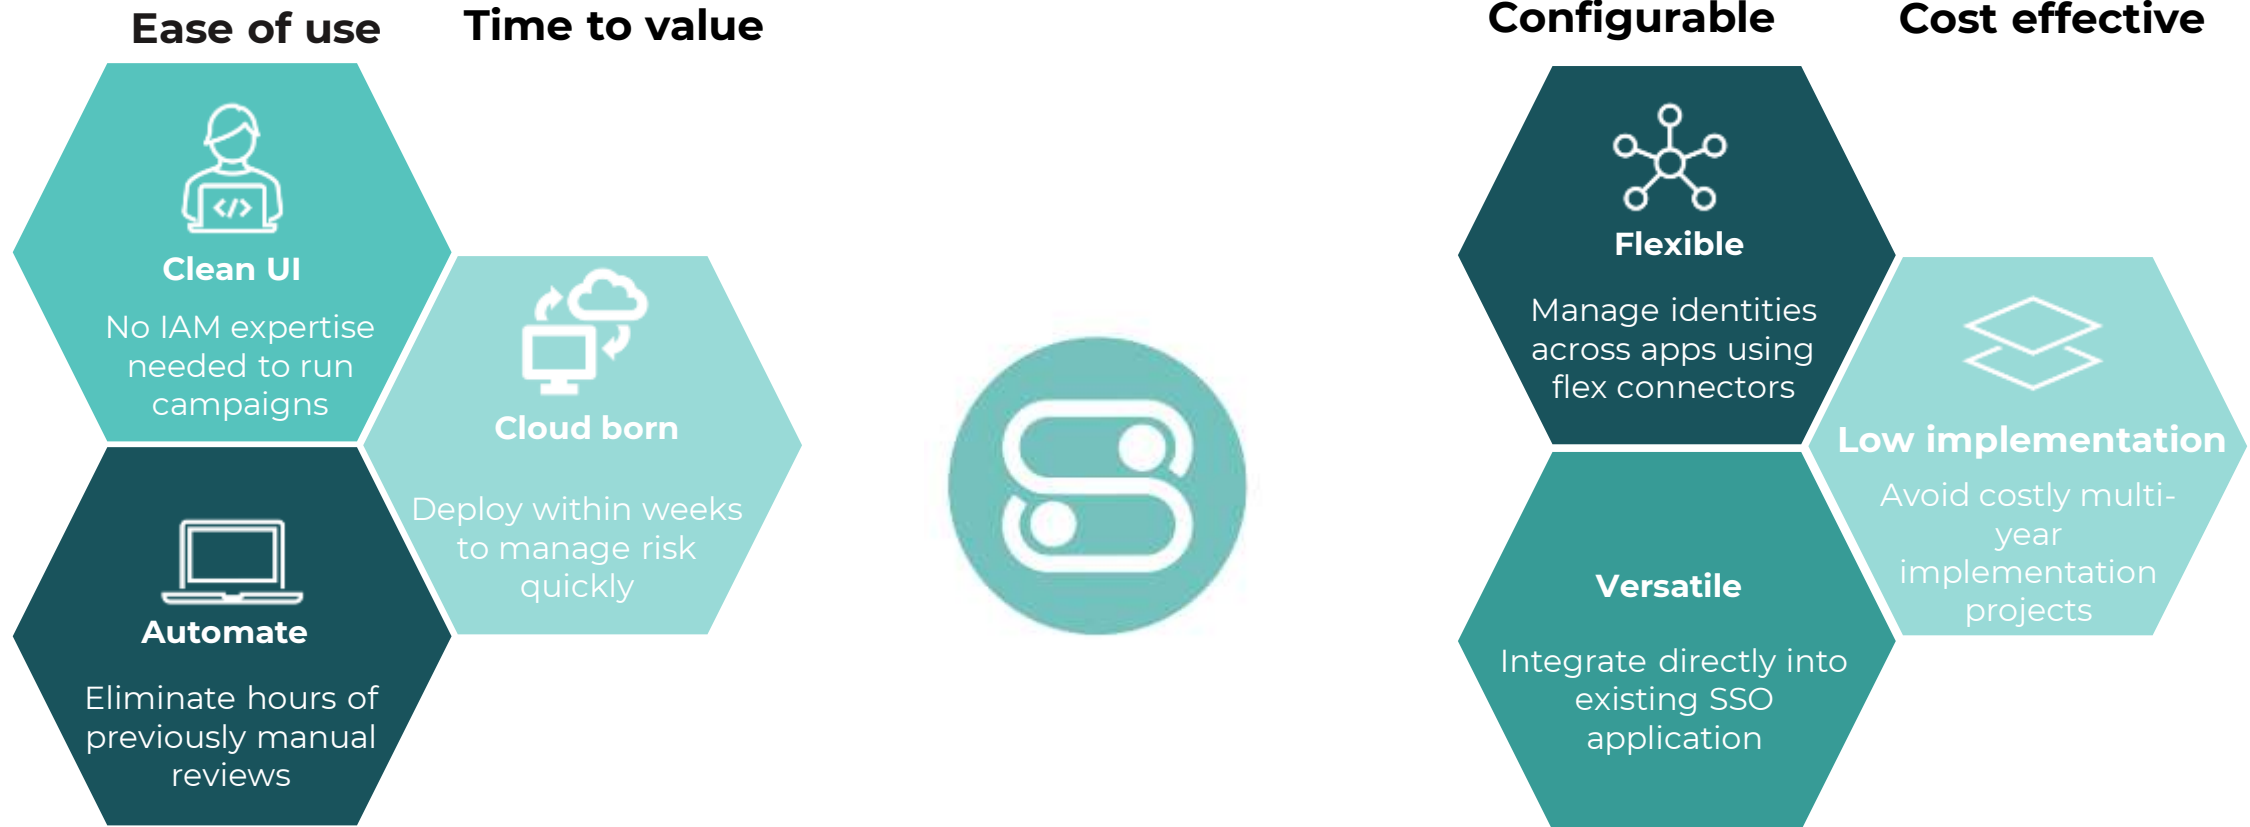 Ease of use
Time to value
Configurable
Cost effective
</>
Clean UI
No IAM expertise
needed to run
campaigns
Cloud born
Deploy within weeks
to manage risk
quickly
Automate
Eliminate hours of
previously manual
reviews
Flexible
Manage identities
across apps using
flex connectors
Low implementation
Avoid costly multi-
year
implementation
projects
Versatile
Integrate directly into
existing SSO
application